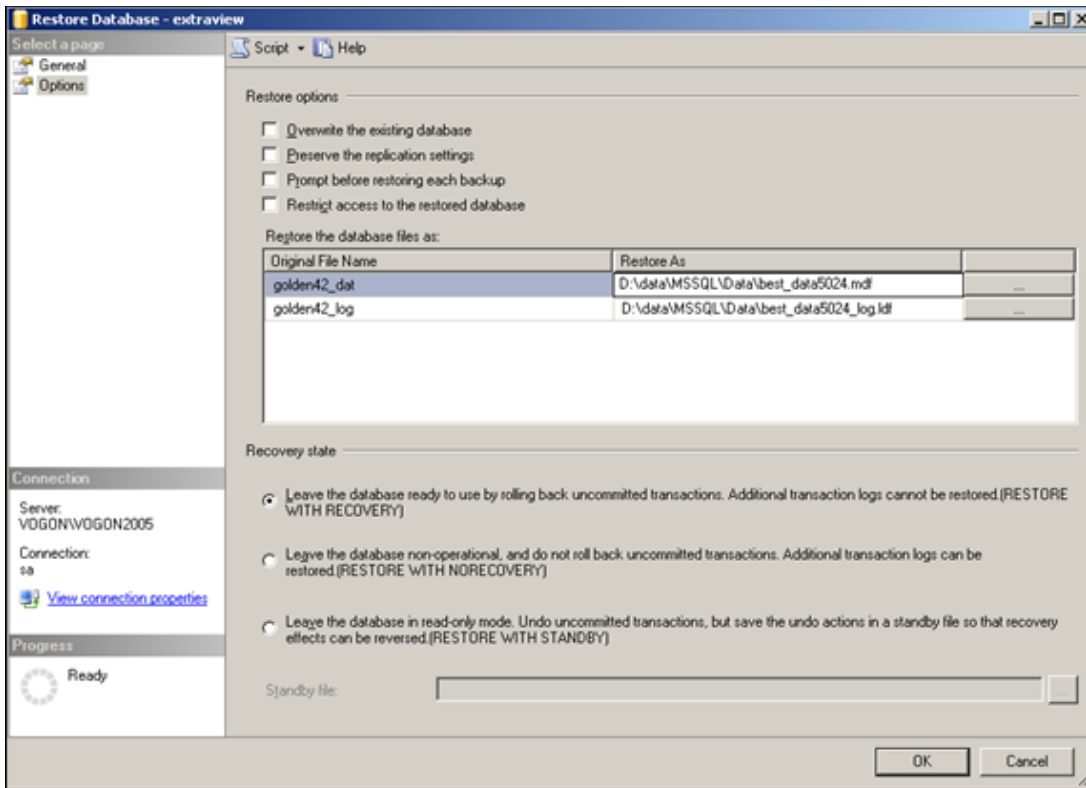 Restore Database - extraview
Select a page
General
Options
Script Help
Restore options
Overwrite the existing database
Preserve the replication settings
Prompt before restoring each backup
Restrict access to the restored database
Restore the database files as:
Original File Name Restore As
golden42_dat D:\data\MSSQL\Data\best_data5024.mdf ...
golden42_log D:\data\MSSQL\Data\best_data5024_log.ldf ...
Recovery state
Leave the database ready to use by rolling back uncommitted transactions. Additional transaction logs cannot be restored.(RESTORE
WITH RECOVERY)
Leave the database non-operational, and do not roll back uncommitted transactions. Additional transaction logs can be
restored.(RESTORE WITH NORECOVERY)
Leave the database in read-only mode. Undo uncommitted transactions, but save the undo actions in a standby file so that recovery
effects can be reversed.(RESTORE WITH STANDBY)
Standby file: ...
Connection
Server:
VOGON\VOGON2005
Connection:
sa
View connection properties
Progress
Ready
OK Cancel